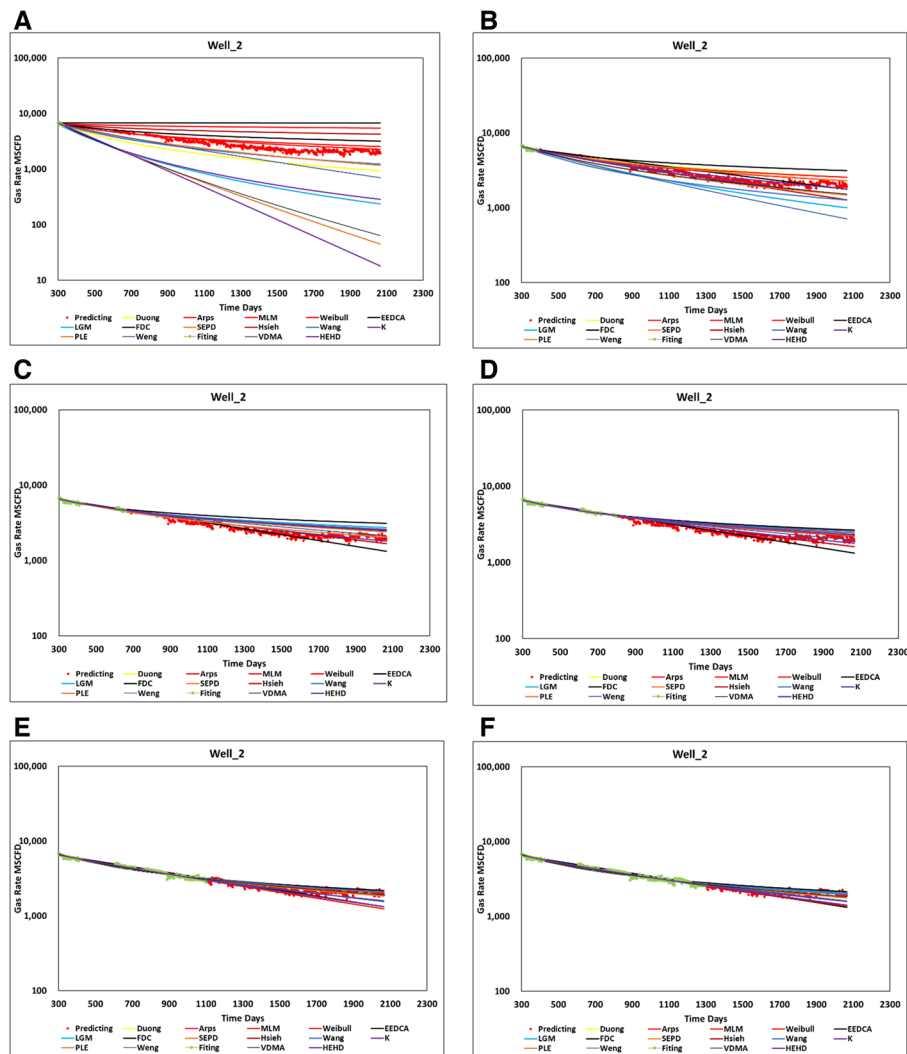 A
Well_2
100,000
10,000
1,000
100
10
Gas Rate MSCFD
300 500 700 900 1100 1300 1500 1700 1900 2100 2300
Time Days
Predicting Duong Arps MLM Weibull EEDCA
LGM FDC SEPD Hsieh Wang K
PLE Weng Fiting VDMA HEHD
B
Well_2
100,000
10,000
1,000
100
Gas Rate MSCFD
300 500 700 900 1100 1300 1500 1700 1900 2100 2300
Time Days
Predicting Duong Arps MLM Weibull EEDCA
LGM FDC SEPD Hsieh Wang K
PLE Weng Fiting VDMA HEHD
C
Well_2
100,000
10,000
1,000
100
Gas Rate MSCFD
300 500 700 900 1100 1300 1500 1700 1900 2100 2300
Time Days
Predicting Duong Arps MLM Weibull EEDCA
LGM FDC SEPD Hsieh Wang K
PLE Weng Fiting VDMA HEHD
D
Well_2
100,000
10,000
1,000
100
Gas Rate MSCFD
300 500 700 900 1100 1300 1500 1700 1900 2100 2300
Time Days
Predicting Duong Arps MLM Weibull EEDCA
LGM FDC SEPD Hsieh Wang K
PLE Weng Fiting VDMA HEHD
E
Well_2
100,000
10,000
1,000
100
Gas Rate MSCFD
300 500 700 900 1100 1300 1500 1700 1900 2100 2300
Time Days
Predicting Duong Arps MLM Weibull EEDCA
LGM FDC SEPD Hsieh Wang K
PLE Weng Fiting VDMA HEHD
F
Well_2
100,000
10,000
1,000
100
Gas Rate MSCFD
300 500 700 900 1100 1300 1500 1700 1900 2100 2300
Time Days
Predicting Duong Arps MLM Weibull EEDCA
LGM FDC SEPD Hsieh Wang K
PLE Weng Fiting VDMA HEHD